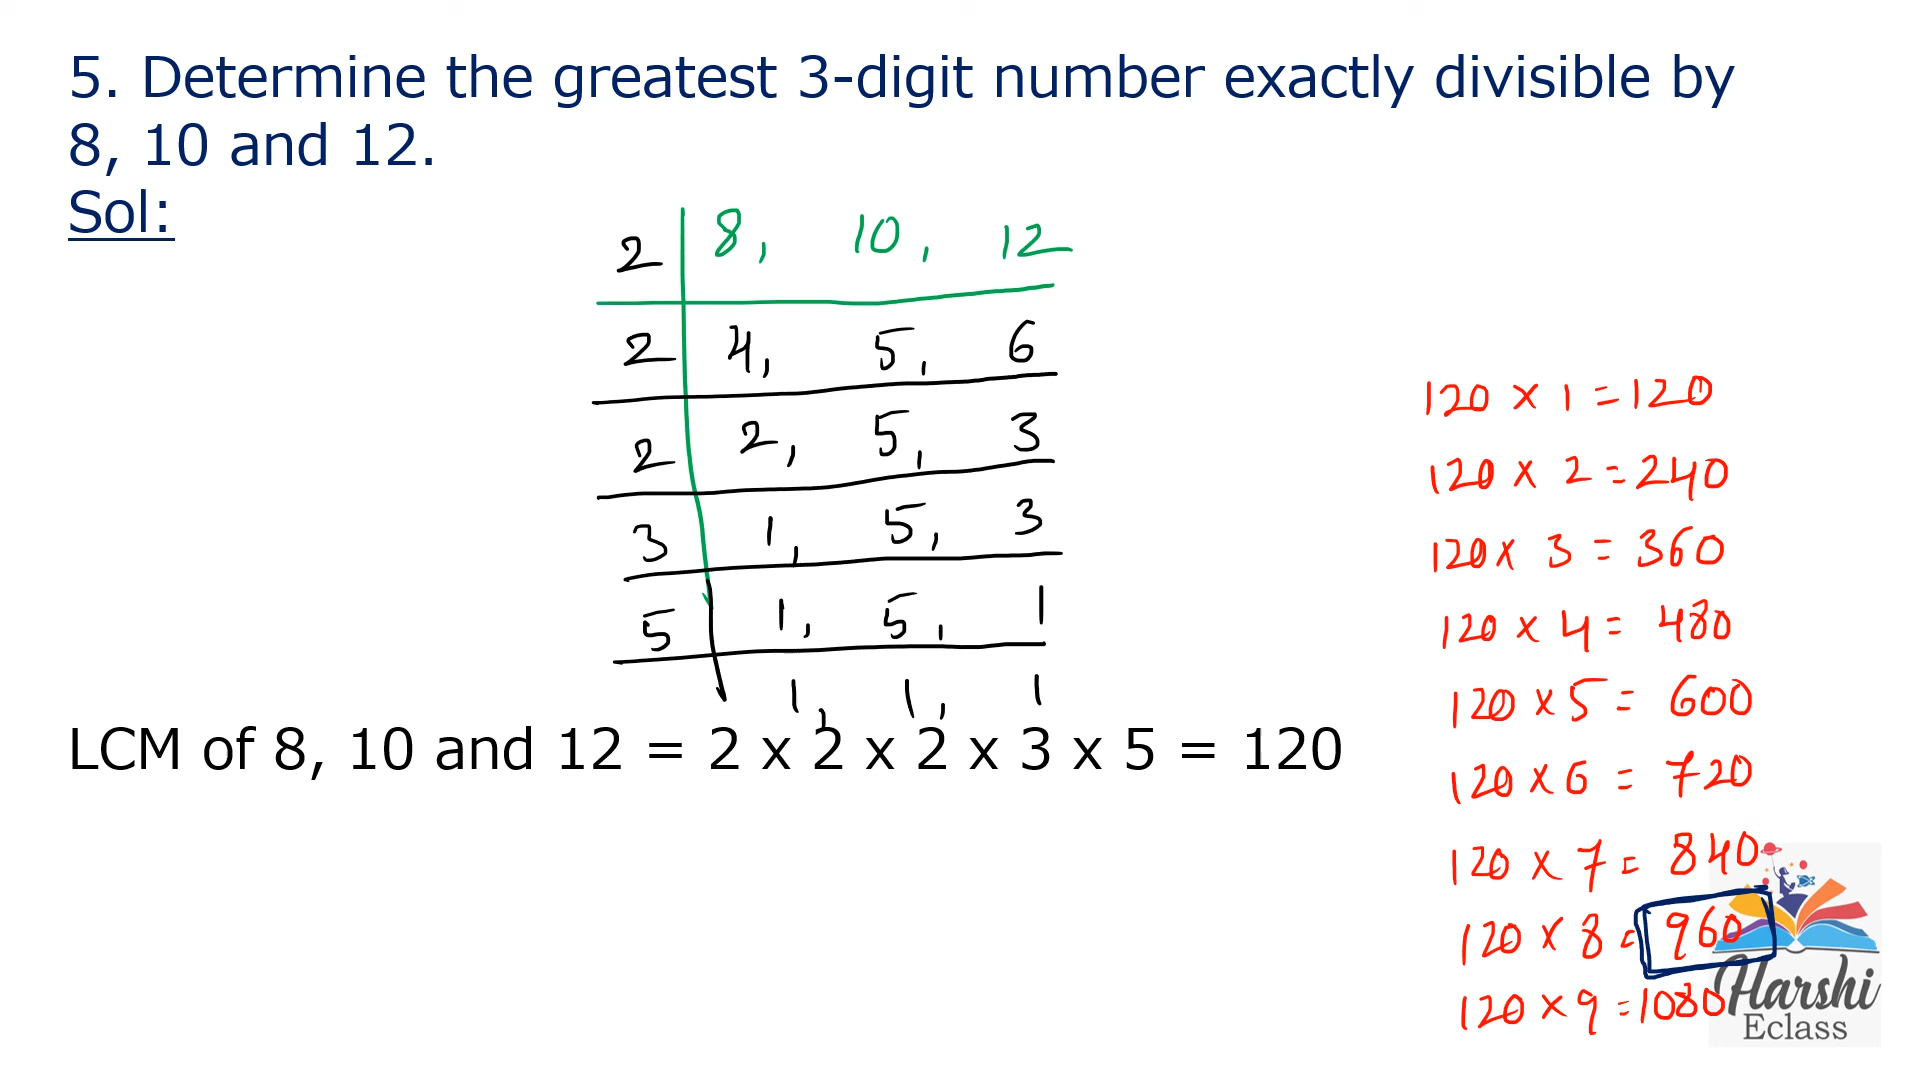 5. Determine the greatest 3-digit number exactly divisible by
8, 10 and 12.
Sol:
2 8, 10, 12
2 4, 5, 6
2 2, 5, 3
3 1, 5, 3
5 1, 5, 1
1, 1, 1
LCM of 8, 10 and 12 = 2 x 2 x 2 x 3 x 5 = 120
120 x 1 = 120
120 x 2 = 240
120 x 3 = 360
120 x 4 = 480
120 x 5 = 600
120 x 6 = 720
120 x 7 = 840
120 x 8 = 960
120 x 9 = 1080
Harshi
Eclass